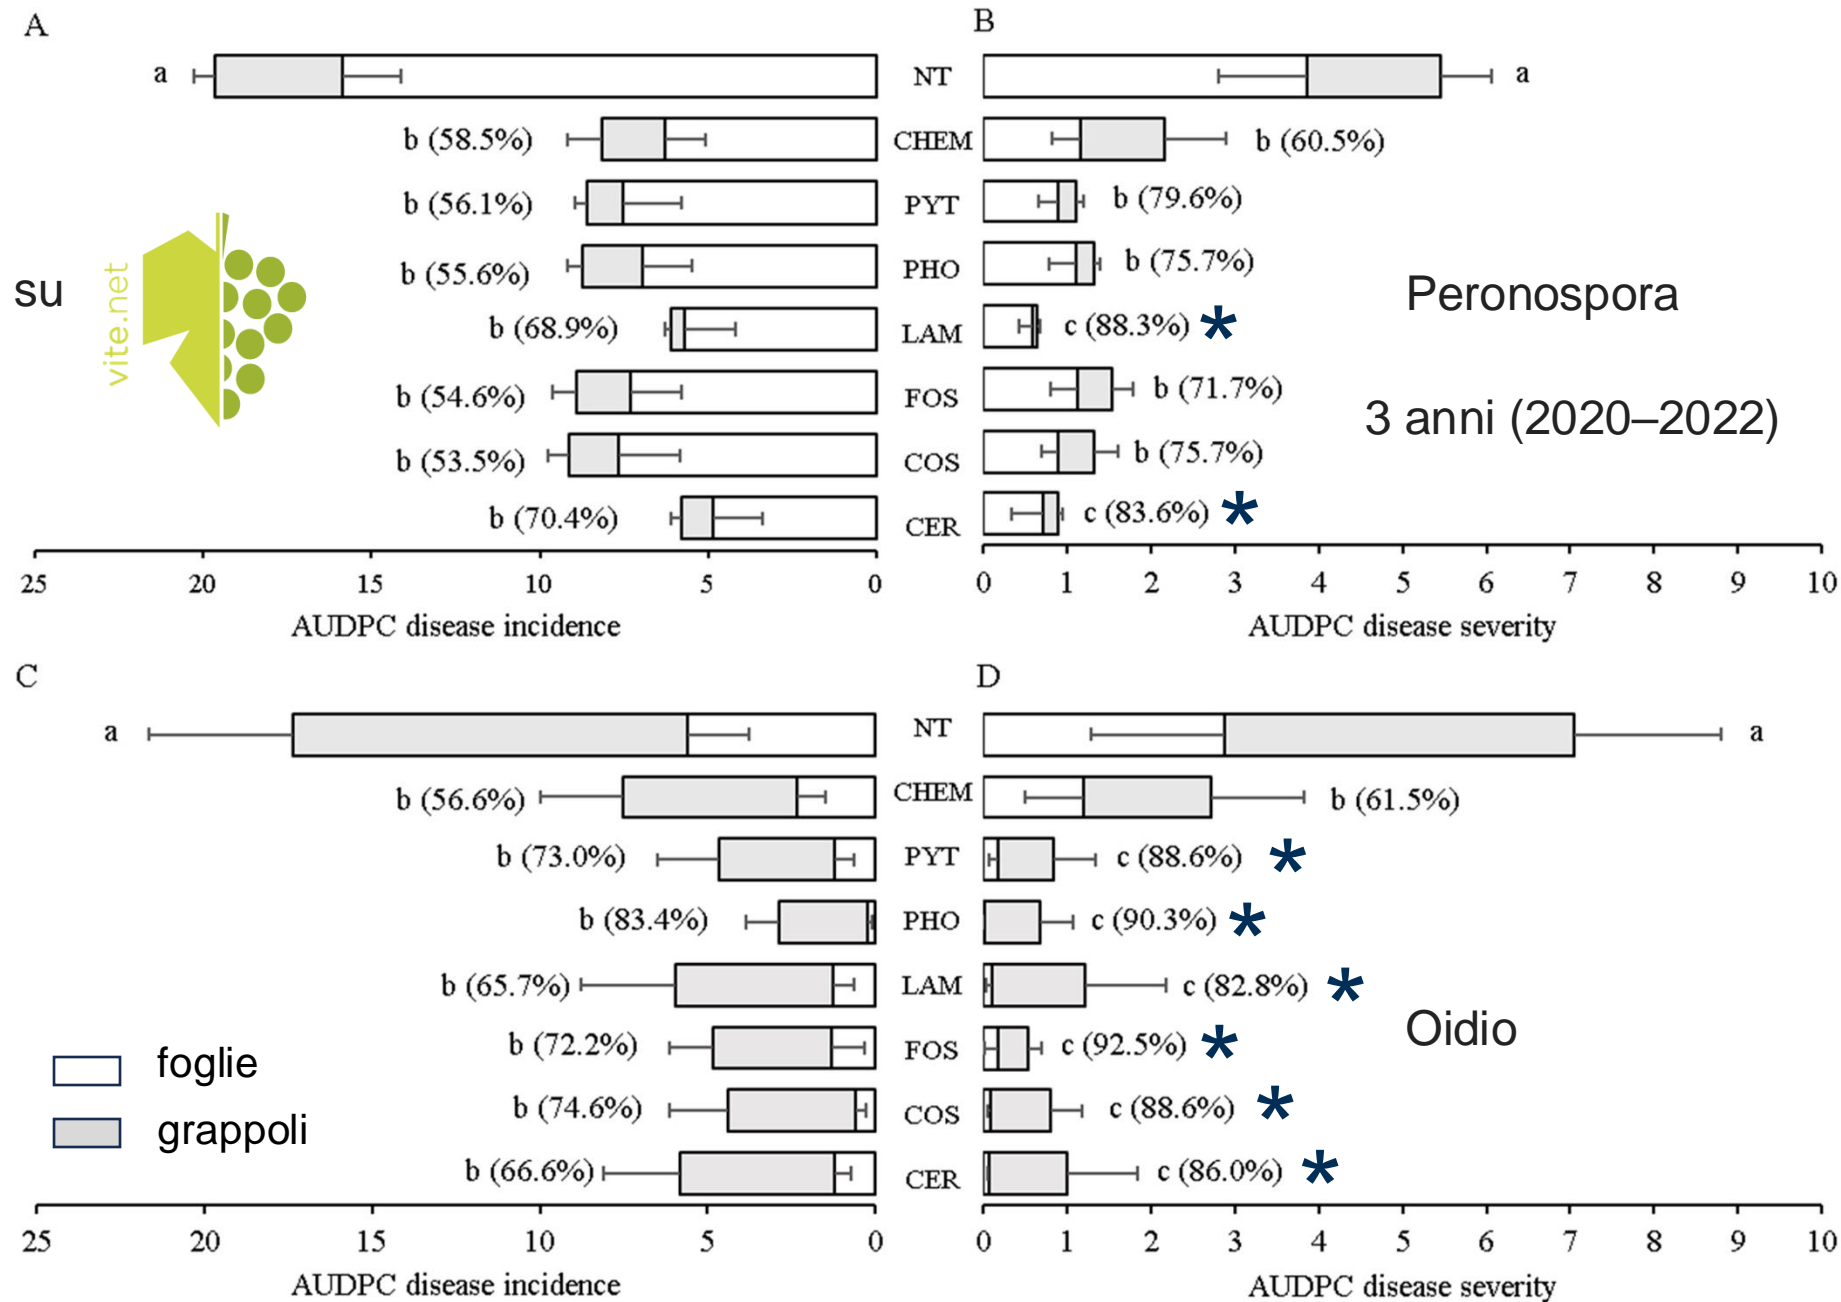 A
B
a
NT
a
b (58.5%)
CHEM
b (60.5%)
b (56.1%)
PYT
b (79.6%)
b (55.6%)
PHO
b (75.7%)
su
vite.net
Peronospora
b (68.9%)
LAM
c (88.3%) *
b (54.6%)
FOS
b (71.7%)
3 anni (2020–2022)
b (53.5%)
COS
b (75.7%)
b (70.4%)
CER
c (83.6%) *
25 20 15 10 5 0
0 1 2 3 4 5 6 7 8 9 10
AUDPC disease incidence
AUDPC disease severity
C
D
a
NT
a
b (56.6%)
CHEM
b (61.5%)
b (73.0%)
PYT
c (88.6%) *
b (83.4%)
PHO
c (90.3%) *
b (65.7%)
LAM
c (82.8%) *
Oidio
b (72.2%)
FOS
c (92.5%) *
foglie
b (74.6%)
COS
c (88.6%) *
grappoli
b (66.6%)
CER
c (86.0%) *
25 20 15 10 5 0
0 1 2 3 4 5 6 7 8 9 10
AUDPC disease incidence
AUDPC disease severity